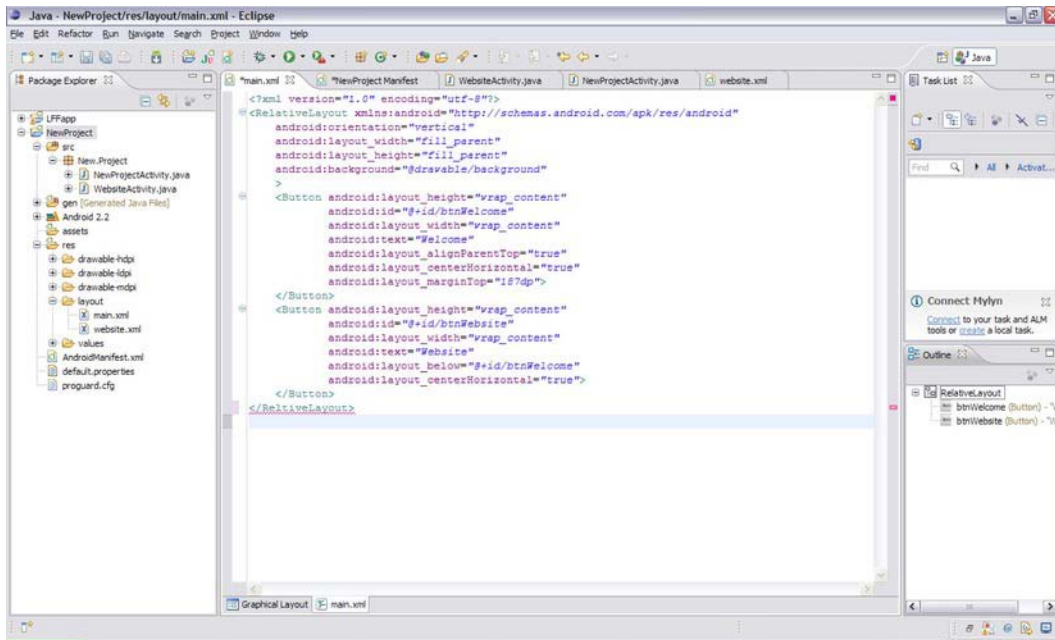 Java - NewProject/res/layout/main.xml - Eclipse
File Edit Refactor Run Navigate Search Project Window Help
Java
Package Explorer
*main.xml
*NewProject Manifest
WebsiteActivity.java
NewProjectActivity.java
website.xml
Task List
LFFapp
NewProject
src
New.Project
NewProjectActivity.java
WebsiteActivity.java
gen [Generated Java Files]
Android 2.2
assets
res
drawable-hdpi
drawable-ldpi
drawable-mdpi
layout
main.xml
website.xml
values
AndroidManifest.xml
default.properties
proguard.cfg
<?xml version="1.0" encoding="utf-8"?>
<RelativeLayout xmlns:android="http://schemas.android.com/apk/res/android"
android:orientation="vertical"
android:layout_width="fill_parent"
android:layout_height="fill_parent"
android:background="@drawable/background"
>
<Button android:layout_height="wrap_content"
android:id="@+id/btnWelcome"
android:layout_width="wrap_content"
android:text="Welcome"
android:layout_alignParentTop="true"
android:layout_centerHorizontal="true"
android:layout_marginTop="187dp">
</Button>
<Button android:layout_height="wrap_content"
android:id="@+id/btnWebsite"
android:layout_width="wrap_content"
android:text="Website"
android:layout_below="@+id/btnWelcome"
android:layout_centerHorizontal="true">
</Button>
</ReltiveLayout>
Graphical Layout
main.xml
Find
All
Activat...
Connect Mylyn
Connect to your task and ALM
tools or create a local task.
Outline
RelativeLayout
btnWelcome (Button) - "
btnWebsite (Button) - "